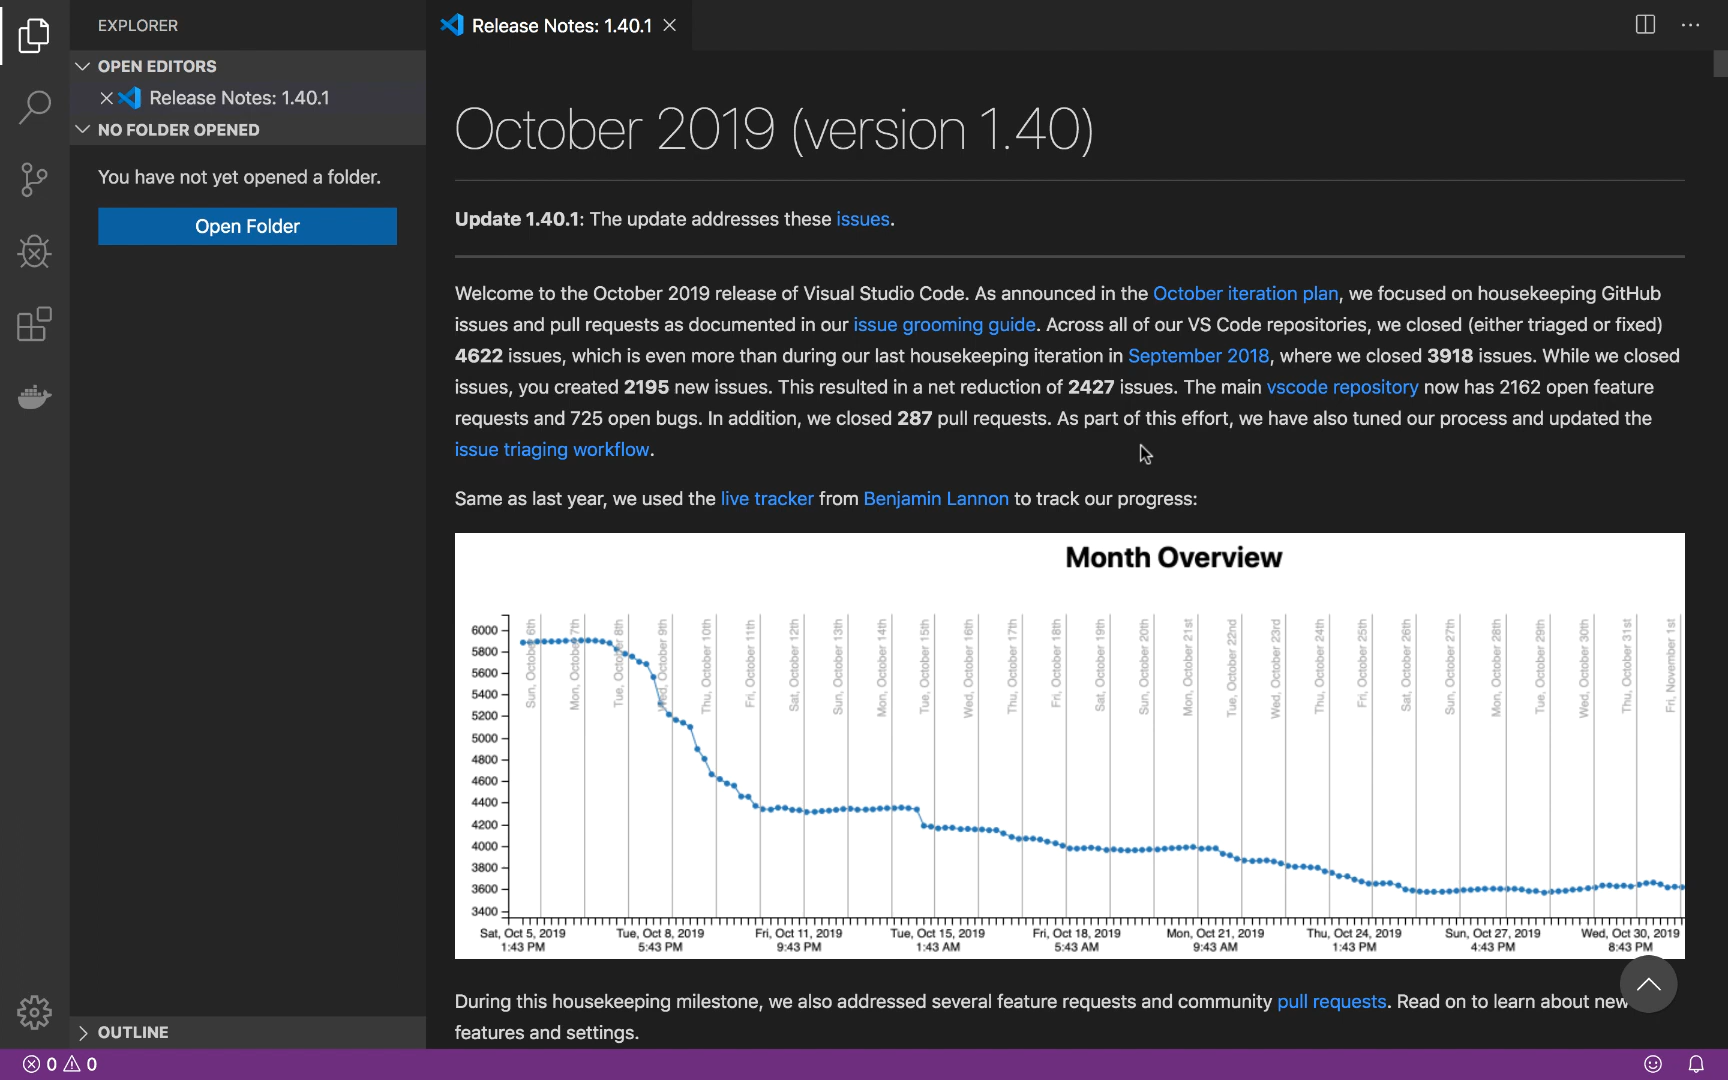 EXPLORER
OPEN EDITORS
Release Notes: 1.40.1
NO FOLDER OPENED
You have not yet opened a folder.
Open Folder
OUTLINE
0 0
Release Notes: 1.40.1
October 2019 (version 1.40)
Update 1.40.1: The update addresses these issues.
Welcome to the October 2019 release of Visual Studio Code. As announced in the October iteration plan, we focused on housekeeping GitHub
issues and pull requests as documented in our issue grooming guide. Across all of our VS Code repositories, we closed (either triaged or fixed)
4622 issues, which is even more than during our last housekeeping iteration in September 2018, where we closed 3918 issues. While we closed
issues, you created 2195 new issues. This resulted in a net reduction of 2427 issues. The main vscode repository now has 2162 open feature
requests and 725 open bugs. In addition, we closed 287 pull requests. As part of this effort, we have also tuned our process and updated the
issue triaging workflow.
Same as last year, we used the live tracker from Benjamin Lannon to track our progress:
Month Overview
6000
5800
5600
5400
5200
5000
4800
4600
4400
4200
4000
3800
3600
3400
Sun, October 6th
Mon, October 7th
Tue, October 8th
Wed, October 9th
Thu, October 10th
Fri, October 11th
Sat, October 12th
Sun, October 13th
Mon, October 14th
Tue, October 15th
Wed, October 16th
Thu, October 17th
Fri, October 18th
Sat, October 19th
Sun, October 20th
Mon, October 21st
Tue, October 22nd
Wed, October 23rd
Thu, October 24th
Fri, October 25th
Sat, October 26th
Sun, October 27th
Mon, October 28th
Tue, October 29th
Wed, October 30th
Thu, October 31st
Fri, November 1st
Sat, Oct 5, 2019
1:43 PM
Tue, Oct 8, 2019
5:43 PM
Fri, Oct 11, 2019
9:43 PM
Tue, Oct 15, 2019
1:43 AM
Fri, Oct 18, 2019
5:43 AM
Mon, Oct 21, 2019
9:43 AM
Thu, Oct 24, 2019
1:43 PM
Sun, Oct 27, 2019
4:43 PM
Wed, Oct 30, 2019
8:43 PM
During this housekeeping milestone, we also addressed several feature requests and community pull requests. Read on to learn about new
features and settings.